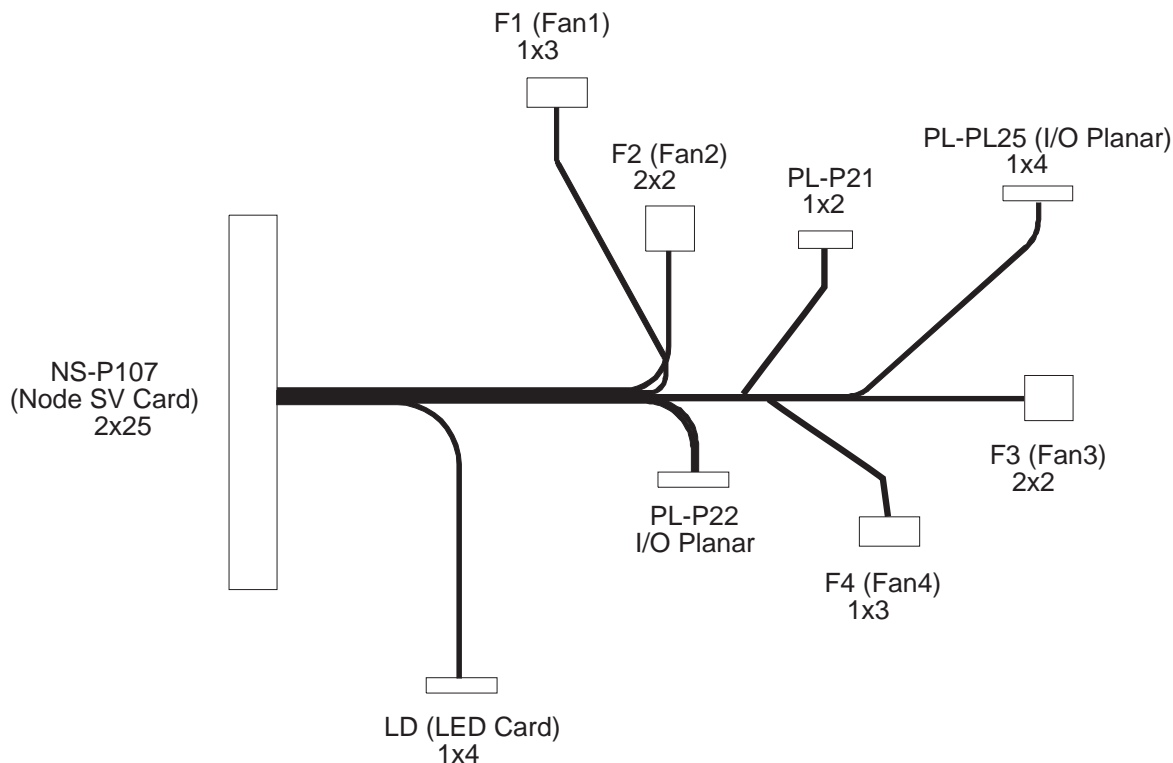 F1 (Fan1)
1x3
F2 (Fan2)
2x2
PL-P21
1x2
PL-PL25 (I/O Planar)
1x4
NS-P107
(Node SV Card)
2x25
F3 (Fan3)
2x2
PL-P22
I/O Planar
F4 (Fan4)
1x3
LD (LED Card)
1x4